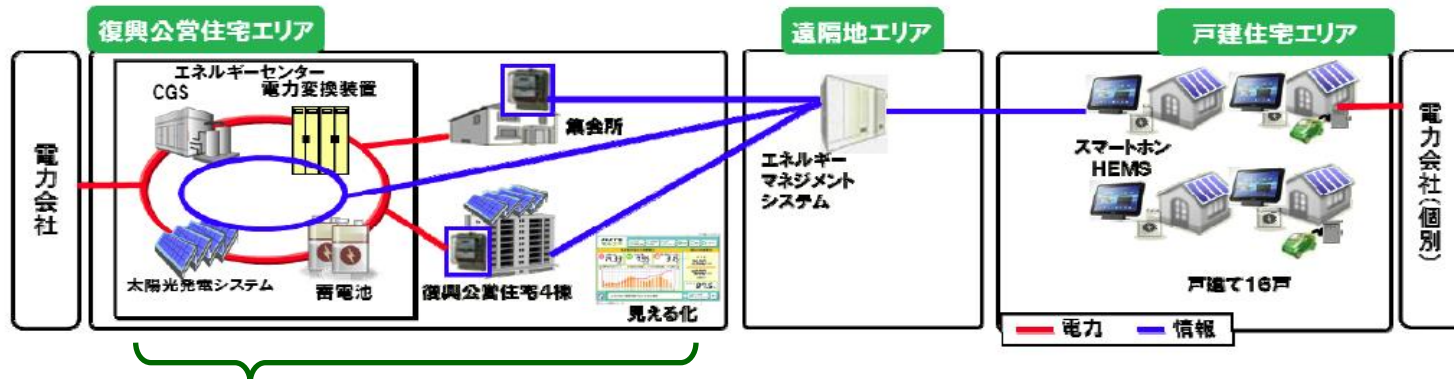 復興公営住宅エリア
遠隔地エリア
戸建住宅エリア
電力会社
エネルギーセンター
CGS
電力変換装置
太陽光発電システム
蓄電池
集会所
復興公営住宅4棟
見える化
エネルギー
マネジメント
システム
スマートホン
HEMS
戸建て16戸
電力
情報
電力会社(個別)